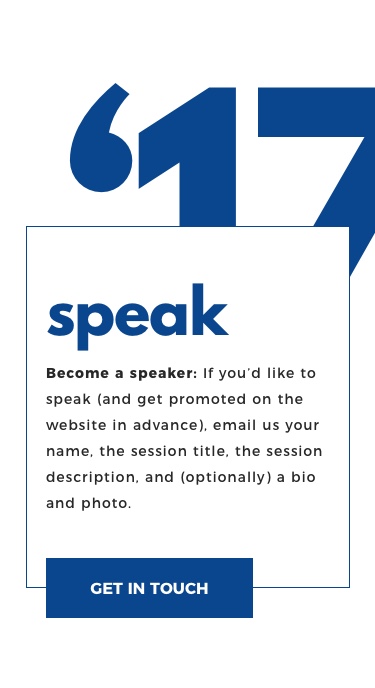 ‘17
speak
Become a speaker: If you’d like to
speak (and get promoted on the
website in advance), email us your
name, the session title, the session
description, and (optionally) a bio
and photo.
GET IN TOUCH